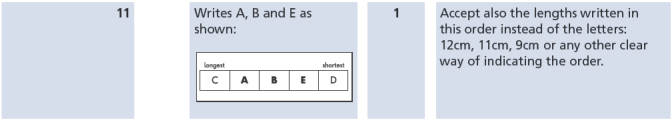 11
Writes A, B and E as
shown:
longest shortest
C A B E D
1
Accept also the lengths written in
this order instead of the letters:
12cm, 11cm, 9cm or any other clear
way of indicating the order.